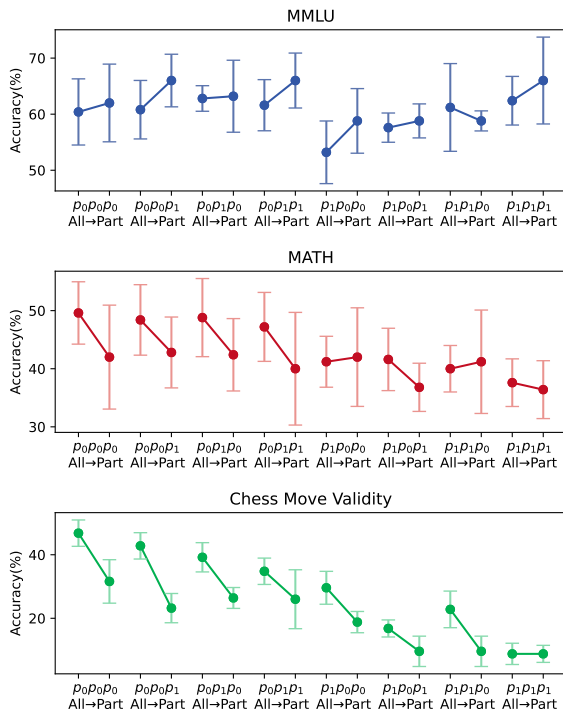 MMLU
Accuracy(%)
70
60
50
p₀p₀p₀ p₀p₀p₁ p₀p₁p₀ p₀p₁p₁ p₁p₀p₀ p₁p₀p₁ p₁p₁p₀ p₁p₁p₁
All→Part All→Part All→Part All→Part All→Part All→Part All→Part All→Part
MATH
Accuracy(%)
50
40
30
p₀p₀p₀ p₀p₀p₁ p₀p₁p₀ p₀p₁p₁ p₁p₀p₀ p₁p₀p₁ p₁p₁p₀ p₁p₁p₁
All→Part All→Part All→Part All→Part All→Part All→Part All→Part All→Part
Chess Move Validity
Accuracy(%)
40
20
p₀p₀p₀ p₀p₀p₁ p₀p₁p₀ p₀p₁p₁ p₁p₀p₀ p₁p₀p₁ p₁p₁p₀ p₁p₁p₁
All→Part All→Part All→Part All→Part All→Part All→Part All→Part All→Part